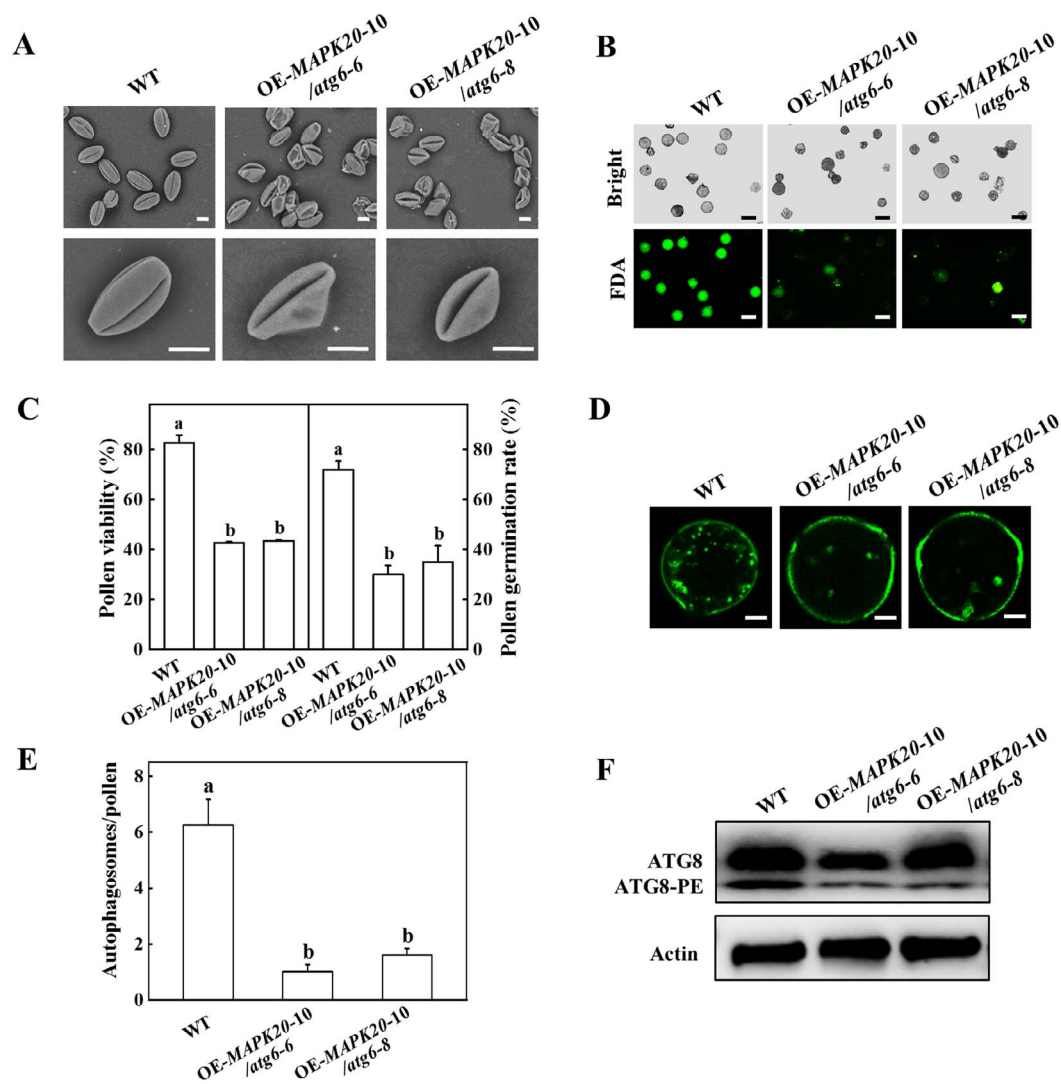 A
WT
OE-MAPK20-10
/atg6-6
OE-MAPK20-10
/atg6-8
B
WT
OE-MAPK20-10
/atg6-6
OE-MAPK20-10
/atg6-8
Bright
FDA
C
Pollen viability (%)
80
60
40
20
0
a
b
b
a
b
b
80
60
40
20
0
Pollen germination rate (%)
WT
OE-MAPK20-10
/atg6-6
OE-MAPK20-10
/atg6-8
WT
OE-MAPK20-10
/atg6-6
OE-MAPK20-10
/atg6-8
D
WT
OE-MAPK20-10
/atg6-6
OE-MAPK20-10
/atg6-8
E
Autophagosomes/pollen
8
6
4
2
0
a
b
b
WT
OE-MAPK20-10
/atg6-6
OE-MAPK20-10
/atg6-8
F
WT
OE-MAPK20-10
/atg6-6
OE-MAPK20-10
/atg6-8
ATG8
ATG8-PE
Actin